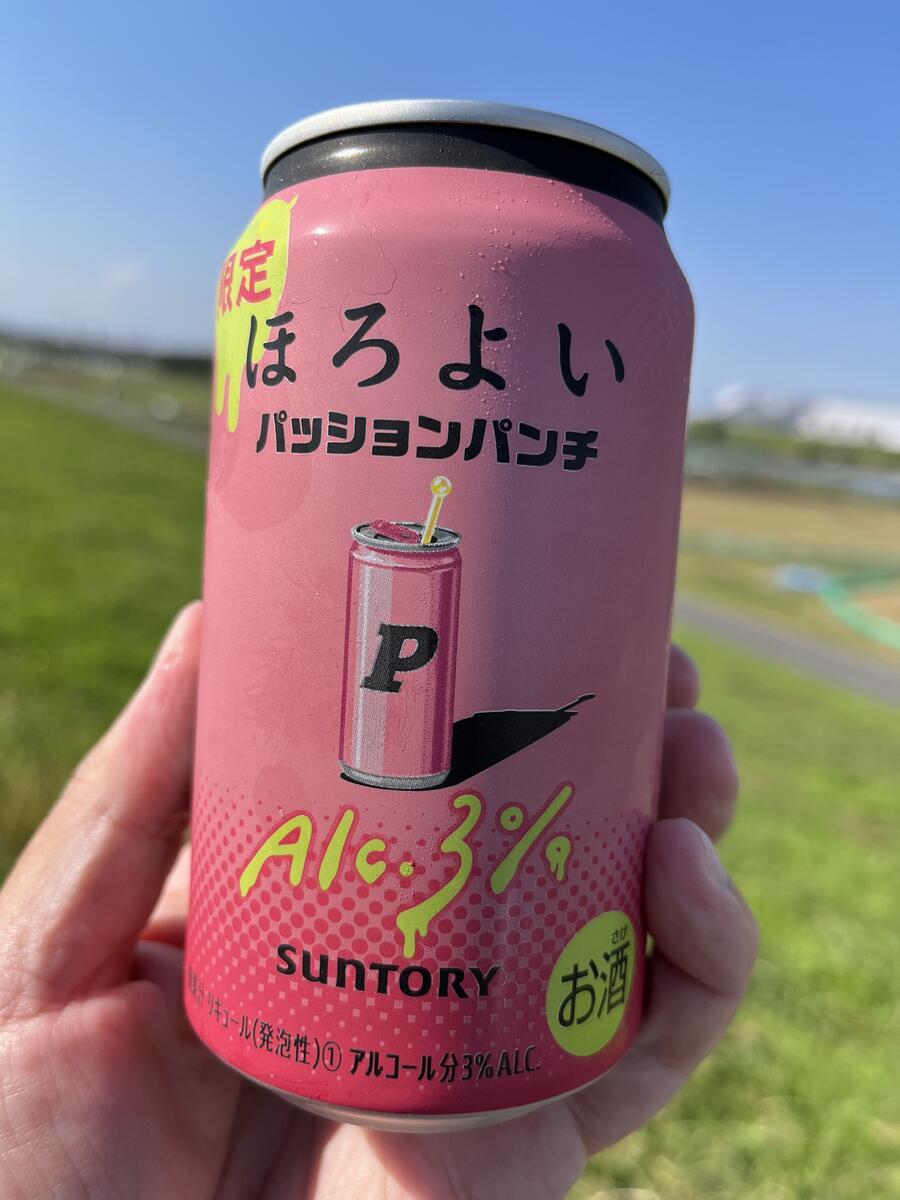 限定
ほろよい
パッションパンチ
P
Alc.3%
SUNTORY
さけ
お酒
リキュール(発泡性)① アルコール分3%ALC.